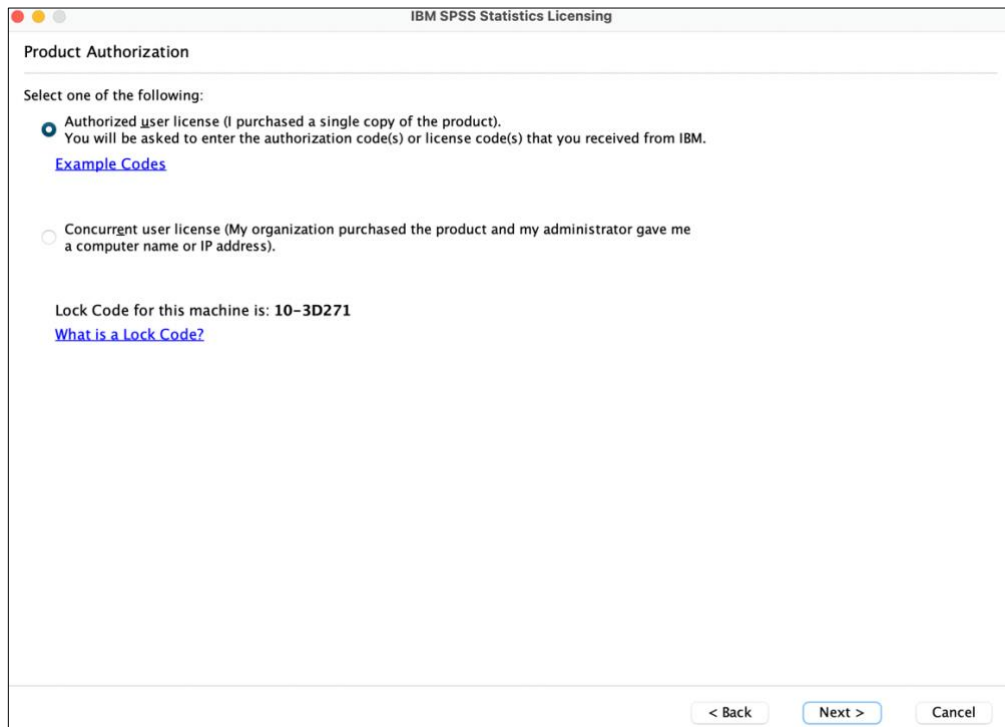 IBM SPSS Statistics Licensing
Product Authorization
Select one of the following:
Authorized user license (I purchased a single copy of the product).
You will be asked to enter the authorization code(s) or license code(s) that you received from IBM.
Example Codes
Concurrent user license (My organization purchased the product and my administrator gave me
a computer name or IP address).
Lock Code for this machine is: 10-3D271
What is a Lock Code?
< Back Next > Cancel